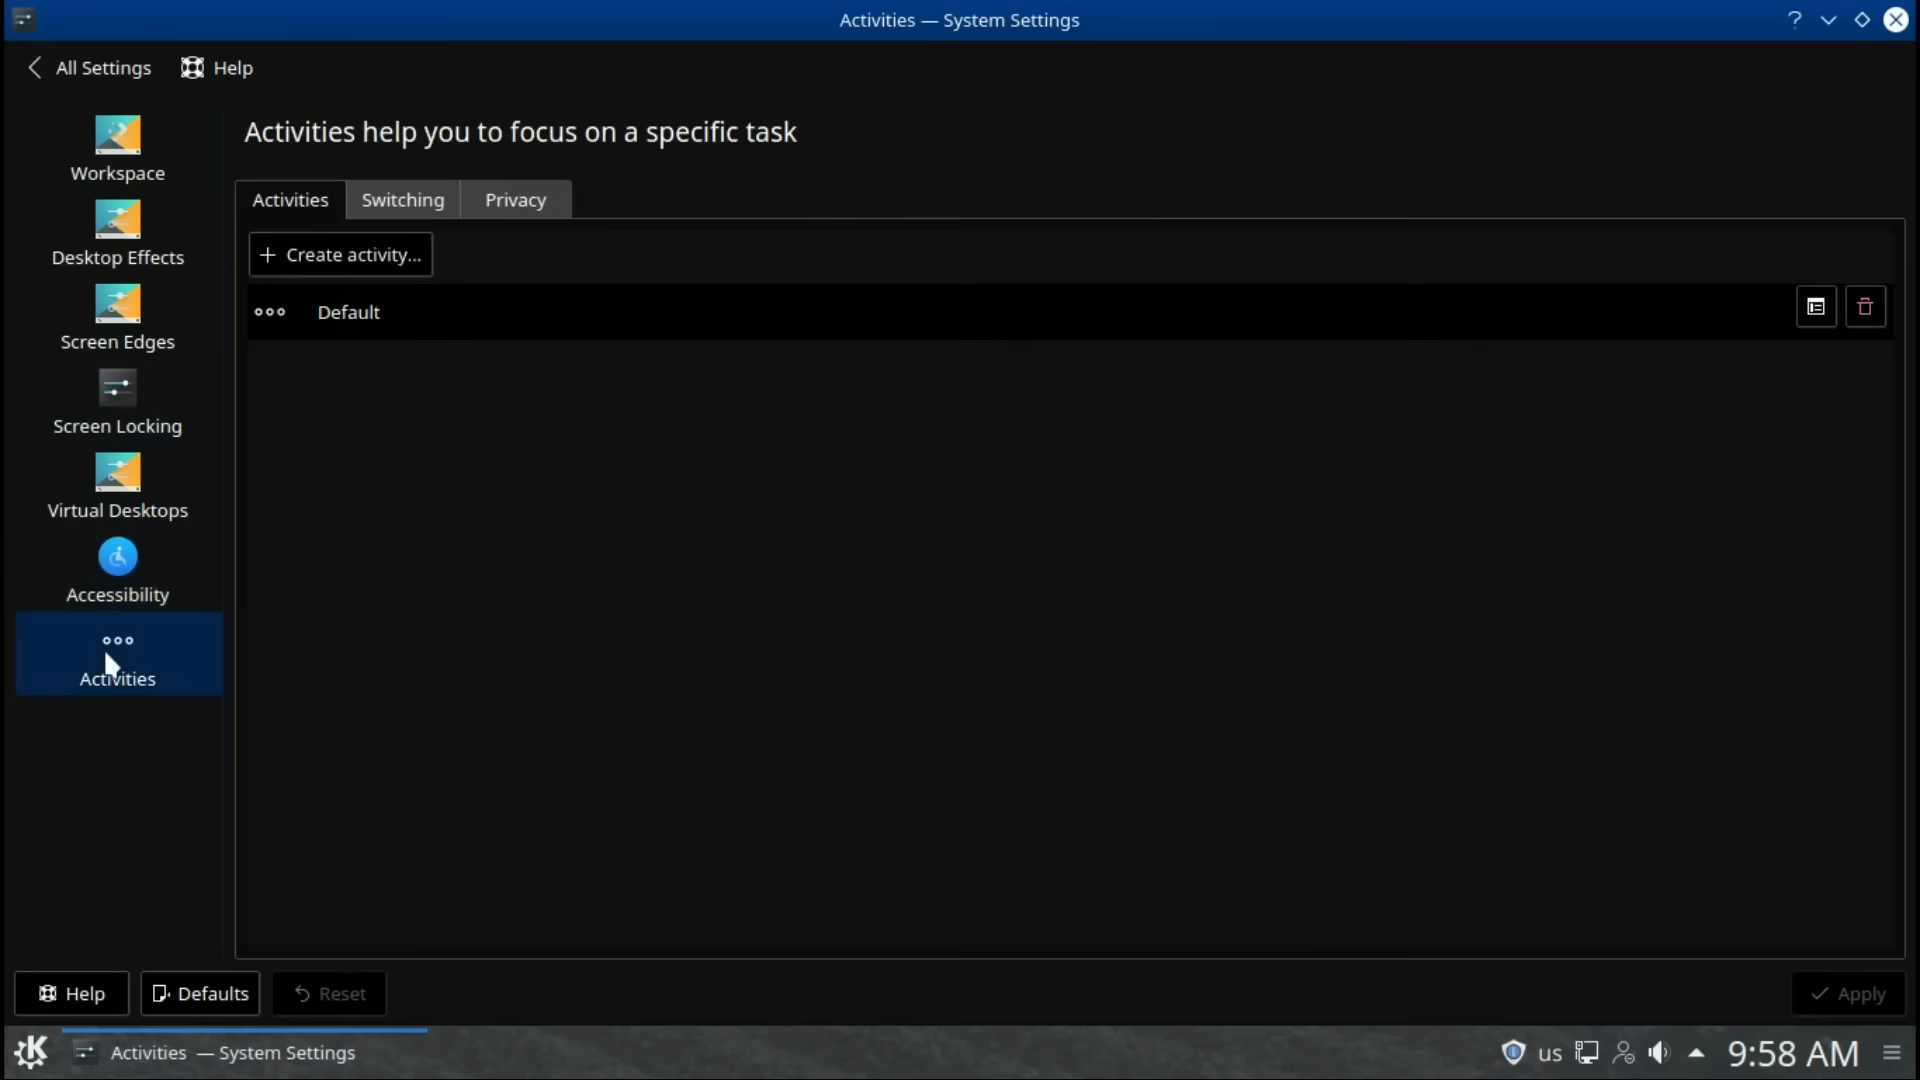 Activities — System Settings
All Settings Help
Workspace
Desktop Effects
Screen Edges
Screen Locking
Virtual Desktops
Accessibility
Activities
Activities help you to focus on a specific task
Activities Switching Privacy
Create activity...
Default
Help Defaults Reset Apply
Activities — System Settings us 9:58 AM